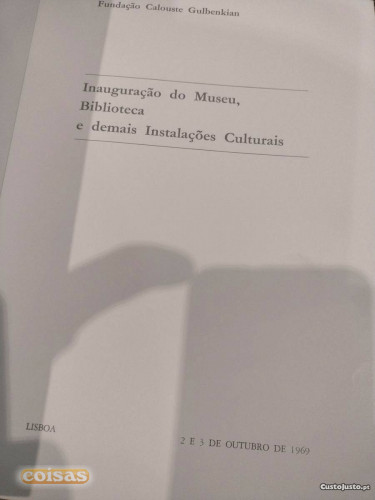 Fundação Calouste Gulbenkian
Inauguração do Museu,
Biblioteca
e demais Instalações Culturais
LISBOA
2 E 3 DE OUTUBRO DE 1969
coisas
CustoJusto.pt